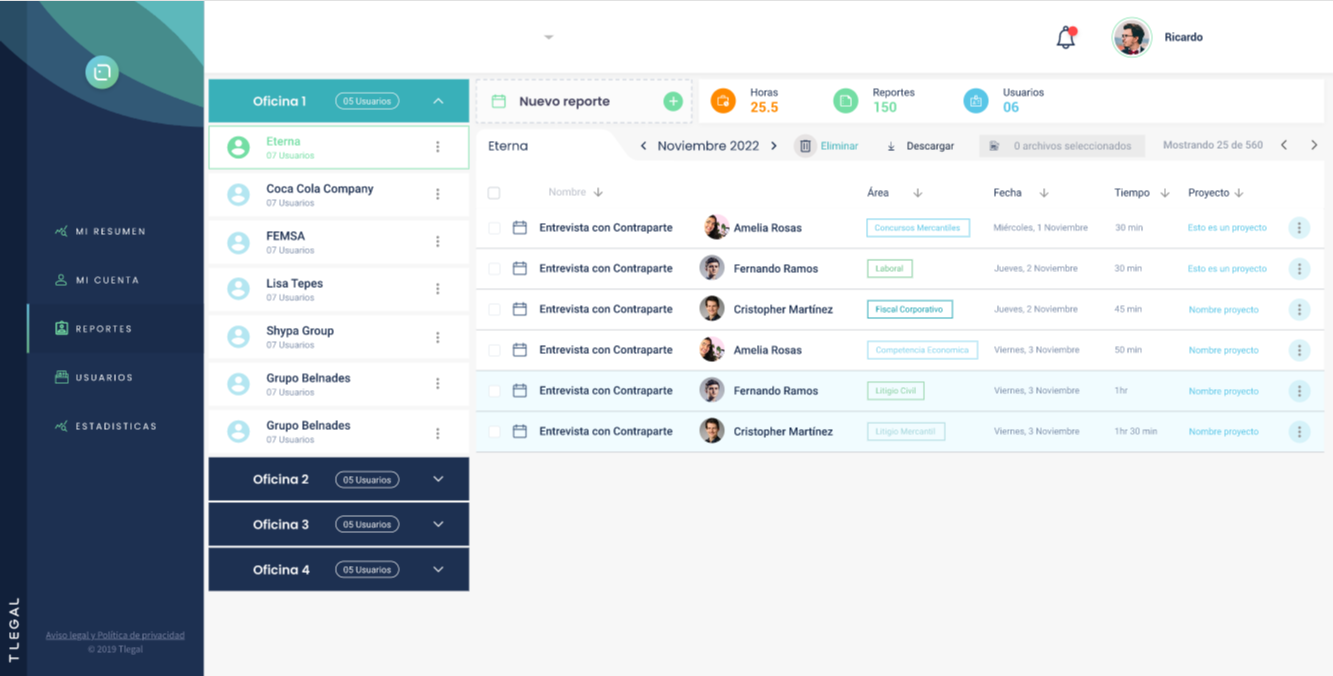 Ricardo
MI RESUMEN
MI CUENTA
REPORTES
USUARIOS
ESTADISTICAS
TLEGAL
Aviso legal y Política de privacidad
© 2019 Tlegal
Oficina 1 05 Usuarios
Eterna
07 Usuarios
Coca Cola Company
07 Usuarios
FEMSA
07 Usuarios
Lisa Tepes
07 Usuarios
Shypa Group
07 Usuarios
Grupo Belnades
07 Usuarios
Grupo Belnades
07 Usuarios
Oficina 2 05 Usuarios
Oficina 3 05 Usuarios
Oficina 4 05 Usuarios
Nuevo reporte
Horas
25.5
Reportes
150
Usuarios
06
Eterna Noviembre 2022 Eliminar Descargar 0 archivos seleccionados Mostrando 25 de 560
Nombre Área Fecha Tiempo Proyecto
Entrevista con Contraparte Amelia Rosas Concursos Mercantiles Miércoles, 1 Noviembre 30 min Esto es un proyecto
Entrevista con Contraparte Fernando Ramos Laboral Jueves, 2 Noviembre 30 min Esto es un proyecto
Entrevista con Contraparte Cristopher Martínez Fiscal Corporativo Jueves, 2 Noviembre 45 min Nombre proyecto
Entrevista con Contraparte Amelia Rosas Competencia Economica Viernes, 3 Noviembre 50 min Nombre proyecto
Entrevista con Contraparte Fernando Ramos Litigio Civil Viernes, 3 Noviembre 1hr Nombre proyecto
Entrevista con Contraparte Cristopher Martínez Litigio Mercantil Viernes, 3 Noviembre 1hr 30 min Nombre proyecto